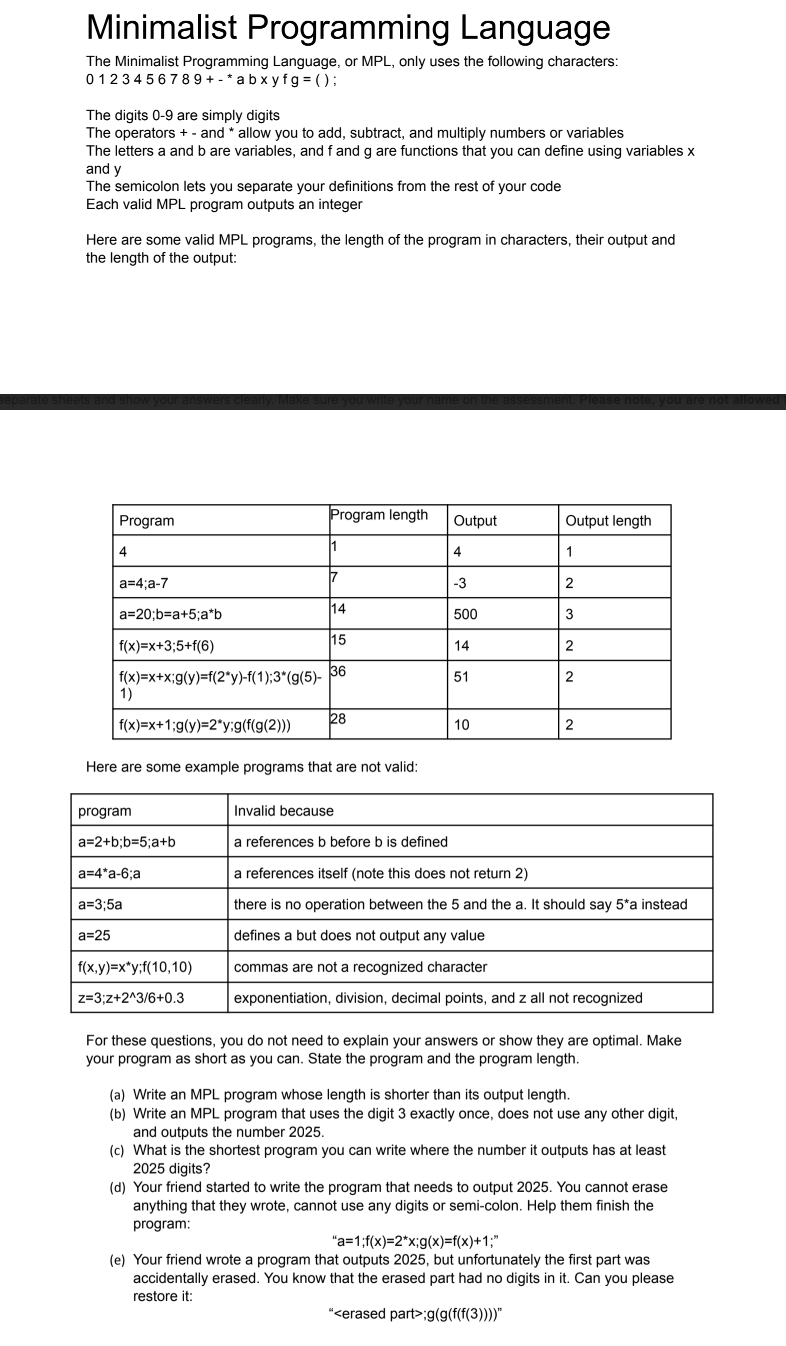 Minimalist Programming Language
The Minimalist Programming Language, or MPL, only uses the following characters:
0 1 2 3 4 5 6 7 8 9 + - * a b x y f g = ( ) ;
The digits 0-9 are simply digits
The operators + - and * allow you to add, subtract, and multiply numbers or variables
The letters a and b are variables, and f and g are functions that you can define using variables x
and y
The semicolon lets you separate your definitions from the rest of your code
Each valid MPL program outputs an integer
Here are some valid MPL programs, the length of the program in characters, their output and
the length of the output:
separate sheets and show your answers clearly. Make sure you write your name on the assessment. Please note, you are not allowed
Program Program length Output Output length
4 1 4 1
a=4;a-7 7 -3 2
a=20;b=a+5;a*b 14 500 3
f(x)=x+3;5+f(6) 15 14 2
f(x)=x+x;g(y)=f(2*y)-f(1);3*(g(5)- 36 51 2
1)
f(x)=x+1;g(y)=2*y;g(f(g(2))) 28 10 2
Here are some example programs that are not valid:
program Invalid because
a=2+b;b=5;a+b a references b before b is defined
a=4*a-6;a a references itself (note this does not return 2)
a=3;5a there is no operation between the 5 and the a. It should say 5*a instead
a=25 defines a but does not output any value
f(x,y)=x*y;f(10,10) commas are not a recognized character
z=3;z+2^3/6+0.3 exponentiation, division, decimal points, and z all not recognized
For these questions, you do not need to explain your answers or show they are optimal. Make
your program as short as you can. State the program and the program length.
(a) Write an MPL program whose length is shorter than its output length.
(b) Write an MPL program that uses the digit 3 exactly once, does not use any other digit,
and outputs the number 2025.
(c) What is the shortest program you can write where the number it outputs has at least
2025 digits?
(d) Your friend started to write the program that needs to output 2025. You cannot erase
anything that they wrote, cannot use any digits or semi-colon. Help them finish the
program:
"a=1;f(x)=2*x;g(x)=f(x)+1;"
(e) Your friend wrote a program that outputs 2025, but unfortunately the first part was
accidentally erased. You know that the erased part had no digits in it. Can you please
restore it:
"<erased part>;g(g(f(f(3))))"